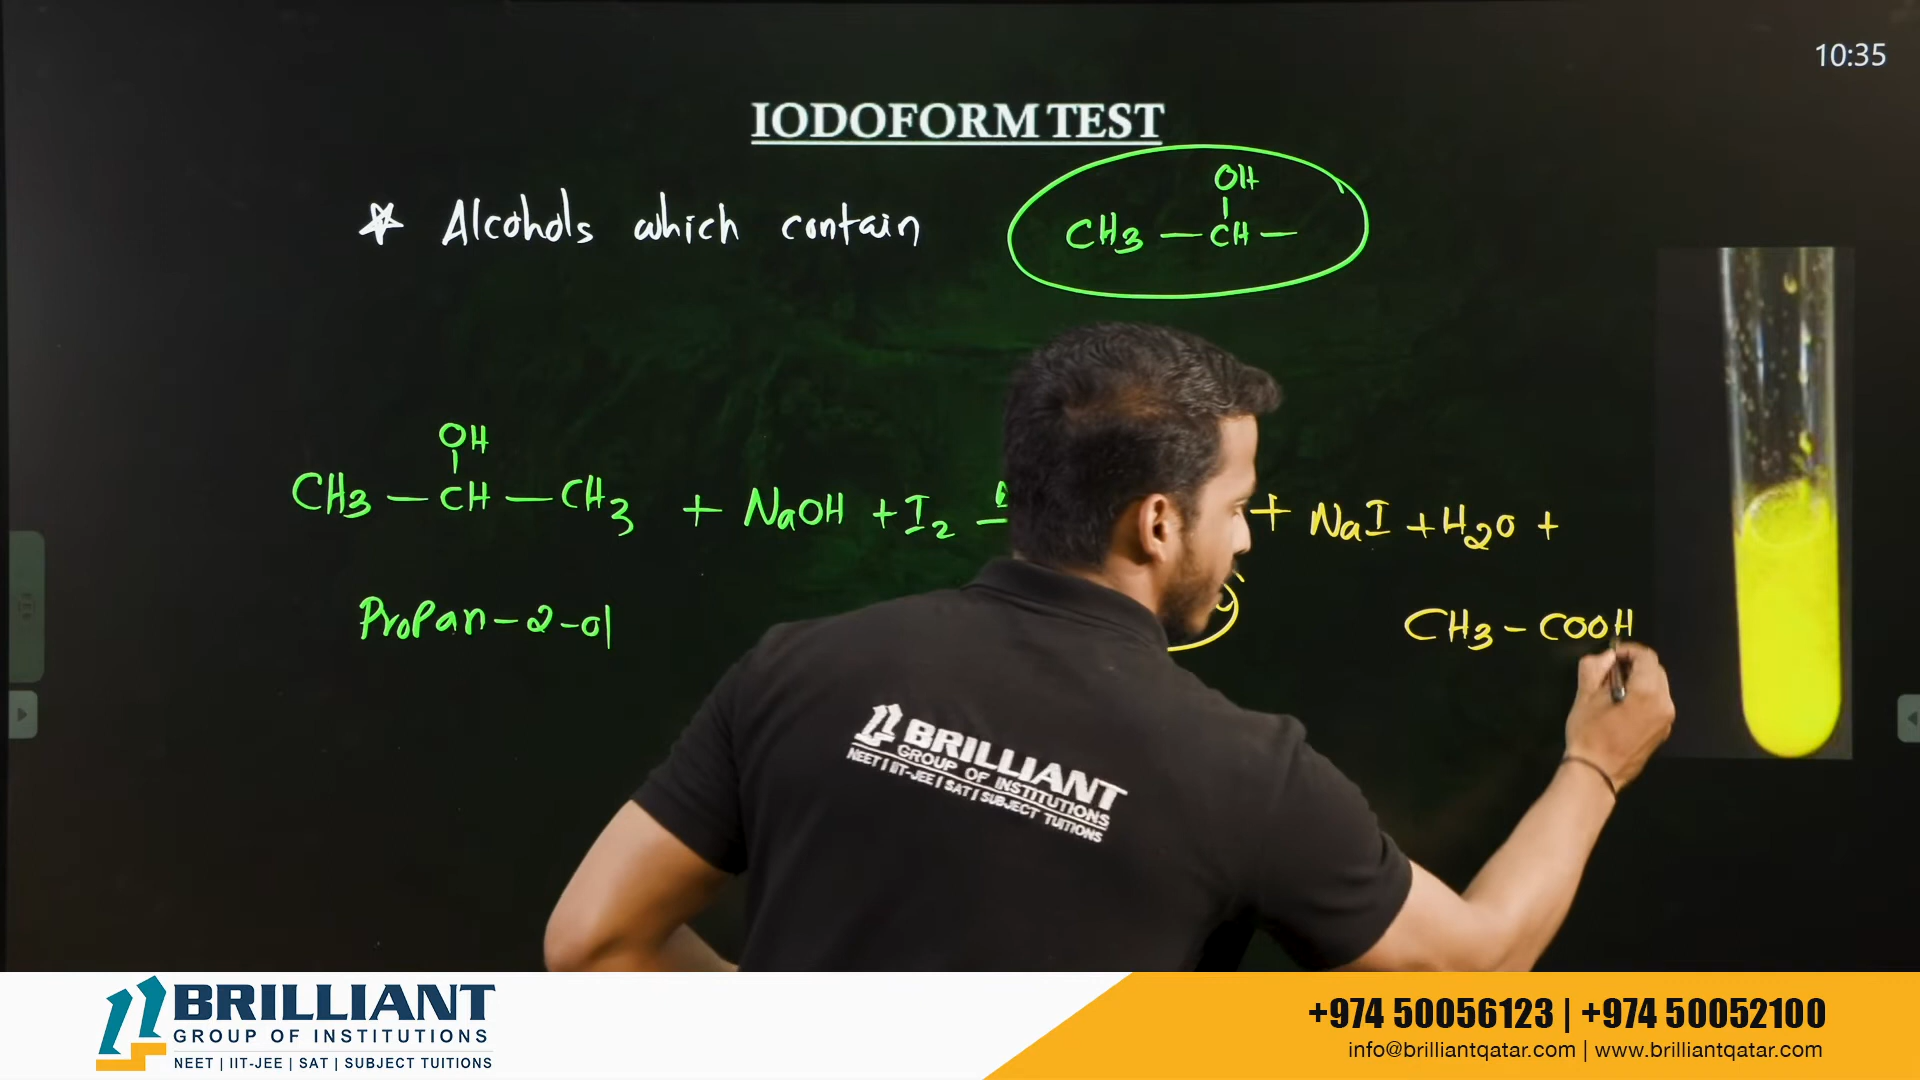 10:35
IODOFORM TEST
* Alcohols which contain
OH
CH3 — CH —
OH
CH3 — CH — CH3 + NaOH + I2
+ NaI + H2O +
Propan-2-ol
CH3 - COOH
BRILLIANT
GROUP OF INSTITUTIONS
NEET | IIT-JEE | SAT | SUBJECT TUITIONS
BRILLIANT
GROUP OF INSTITUTIONS
NEET | IIT-JEE | SAT | SUBJECT TUITIONS
+974 50056123 | +974 50052100
info@brilliantqatar.com | www.brilliantqatar.com